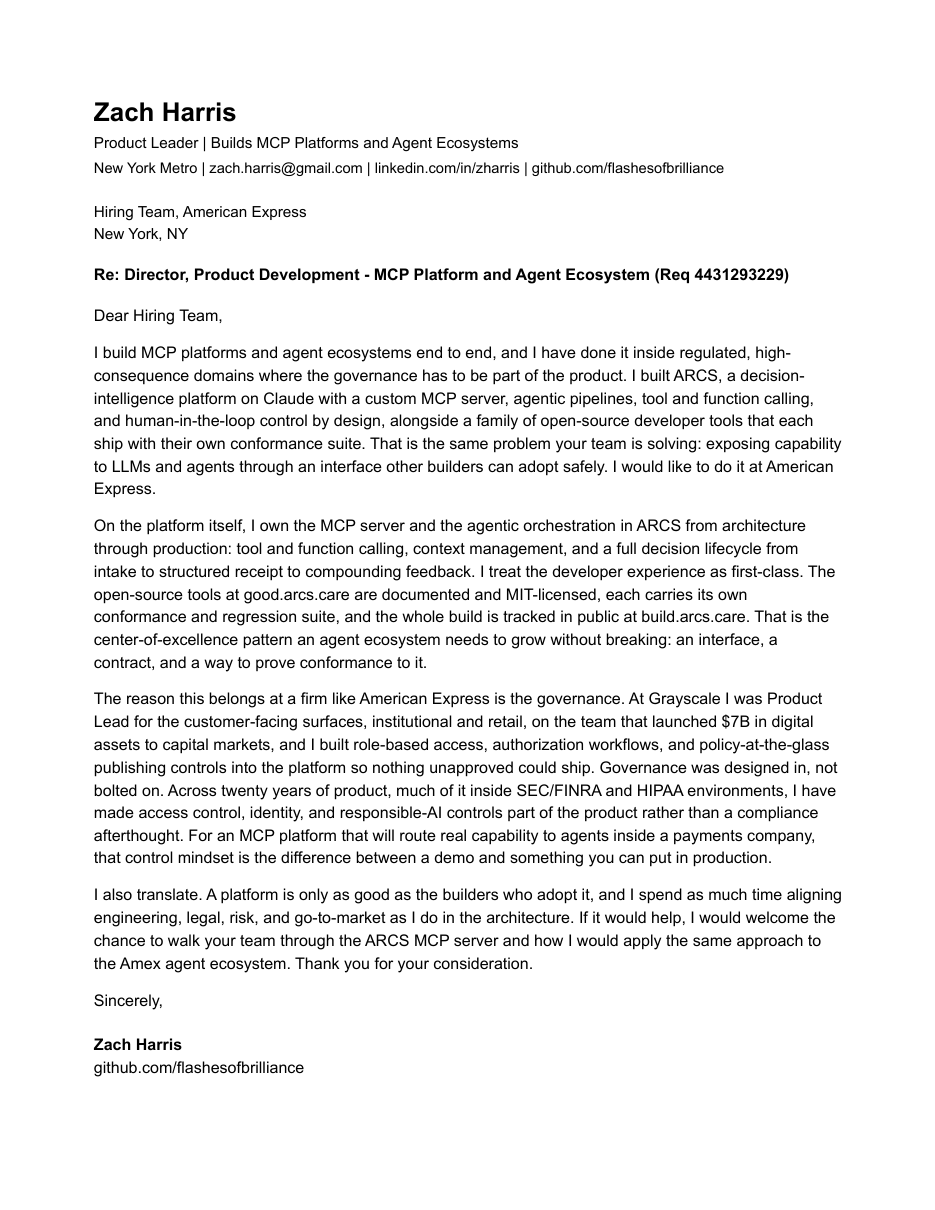 Zach Harris
Product Leader | Builds MCP Platforms and Agent Ecosystems
New York Metro | zach.harris@gmail.com | linkedin.com/in/zharris | github.com/flashesofbrilliance
Hiring Team, American Express
New York, NY
Re: Director, Product Development - MCP Platform and Agent Ecosystem (Req 4431293229)
Dear Hiring Team,
I build MCP platforms and agent ecosystems end to end, and I have done it inside regulated, high-
consequence domains where the governance has to be part of the product. I built ARCS, a decision-
intelligence platform on Claude with a custom MCP server, agentic pipelines, tool and function calling,
and human-in-the-loop control by design, alongside a family of open-source developer tools that each
ship with their own conformance suite. That is the same problem your team is solving: exposing capability
to LLMs and agents through an interface other builders can adopt safely. I would like to do it at American
Express.
On the platform itself, I own the MCP server and the agentic orchestration in ARCS from architecture
through production: tool and function calling, context management, and a full decision lifecycle from
intake to structured receipt to compounding feedback. I treat the developer experience as first-class. The
open-source tools at good.arcs.care are documented and MIT-licensed, each carries its own
conformance and regression suite, and the whole build is tracked in public at build.arcs.care. That is the
center-of-excellence pattern an agent ecosystem needs to grow without breaking: an interface, a
contract, and a way to prove conformance to it.
The reason this belongs at a firm like American Express is the governance. At Grayscale I was Product
Lead for the customer-facing surfaces, institutional and retail, on the team that launched $7B in digital
assets to capital markets, and I built role-based access, authorization workflows, and policy-at-the-glass
publishing controls into the platform so nothing unapproved could ship. Governance was designed in, not
bolted on. Across twenty years of product, much of it inside SEC/FINRA and HIPAA environments, I have
made access control, identity, and responsible-AI controls part of the product rather than a compliance
afterthought. For an MCP platform that will route real capability to agents inside a payments company,
that control mindset is the difference between a demo and something you can put in production.
I also translate. A platform is only as good as the builders who adopt it, and I spend as much time aligning
engineering, legal, risk, and go-to-market as I do in the architecture. If it would help, I would welcome the
chance to walk your team through the ARCS MCP server and how I would apply the same approach to
the Amex agent ecosystem. Thank you for your consideration.
Sincerely,
Zach Harris
github.com/flashesofbrilliance